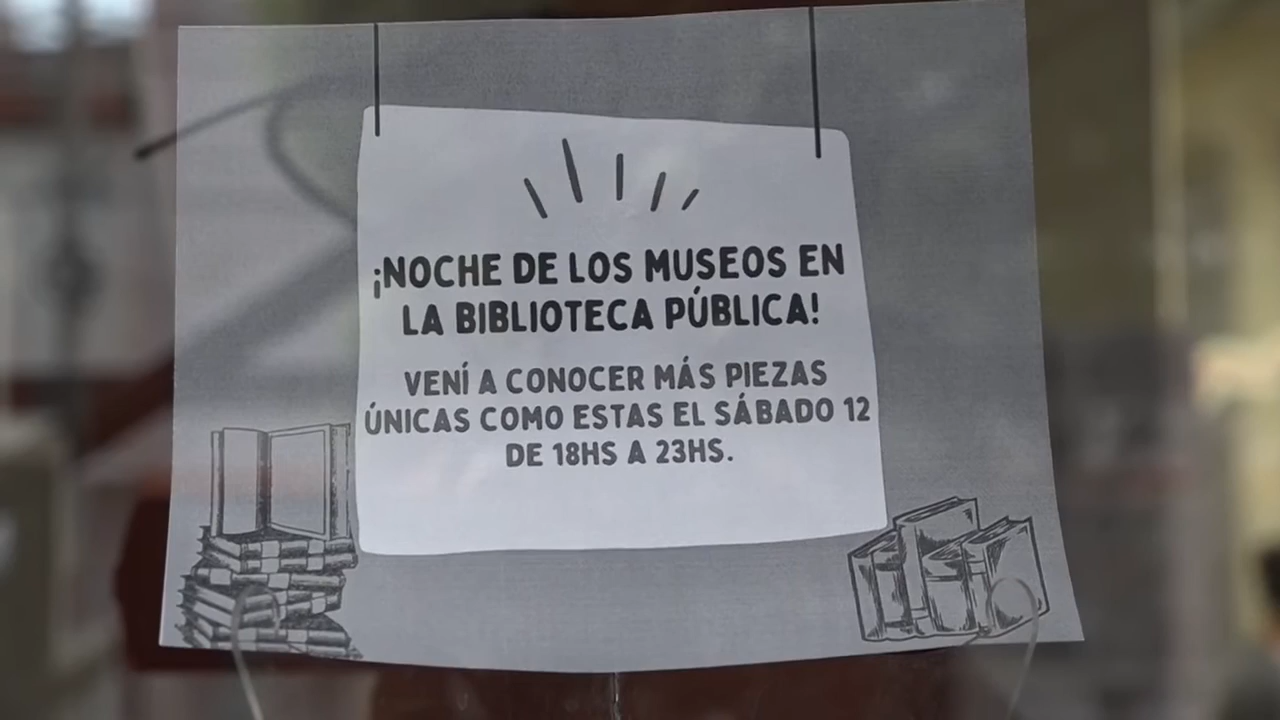 ¡NOCHE DE LOS MUSEOS EN
LA BIBLIOTECA PÚBLICA!
VENÍ A CONOCER MÁS PIEZAS
ÚNICAS COMO ESTAS EL SÁBADO 12
DE 18HS A 23HS.